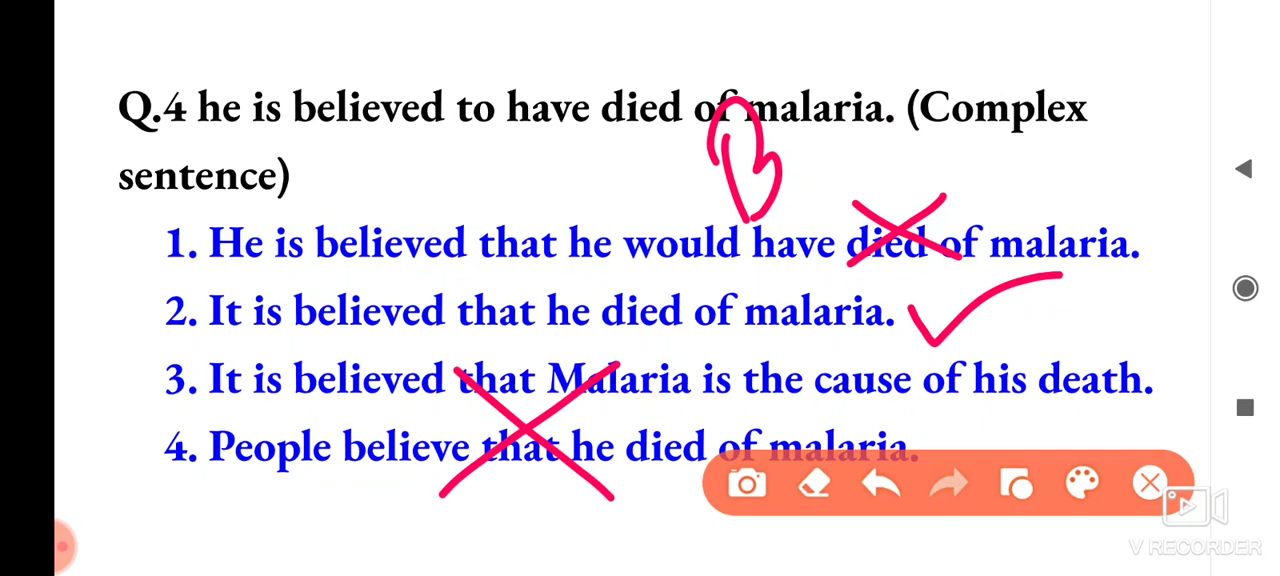 Q.4 he is believed to have died of malaria. (Complex
sentence)
B
1. He is believed that he would have died of malaria.
2. It is believed that he died of malaria.
3. It is believed that Malaria is the cause of his death.
4. People believe that he died of malaria.
V RECORDER